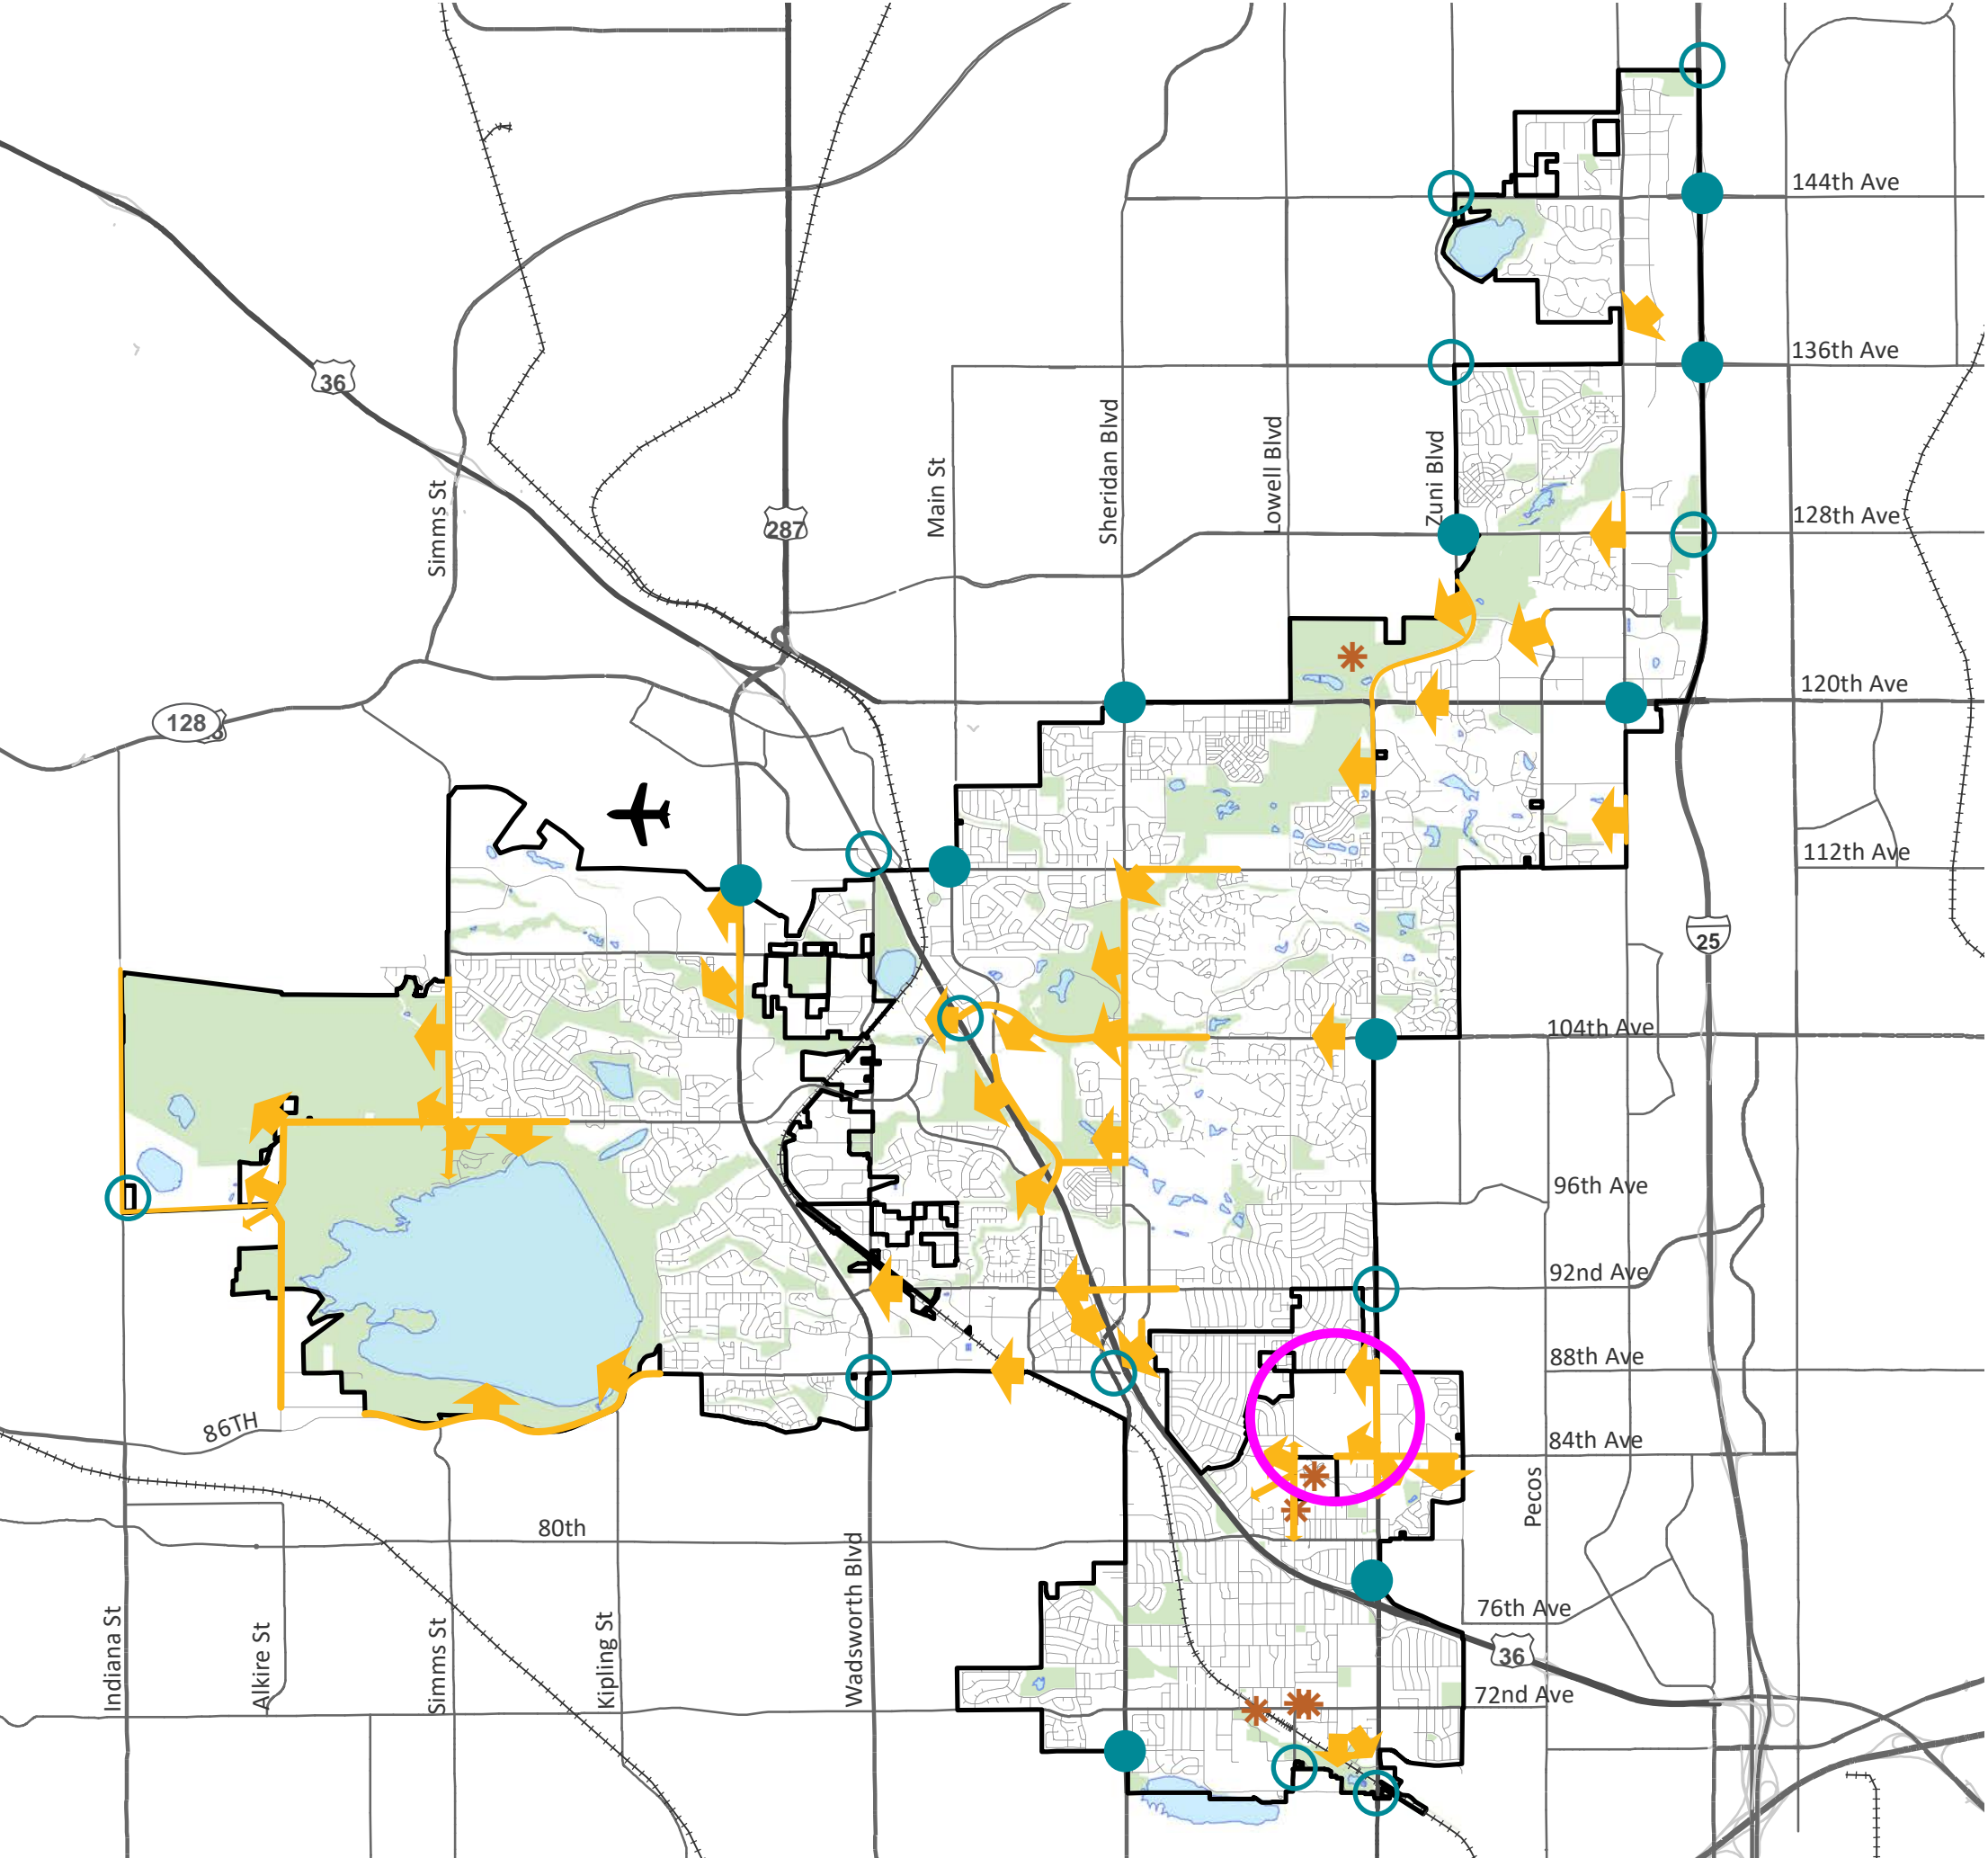 144th Ave
136th Ave
36
Sheridan Blvd
Lowell Blvd
Zuni Blvd
Main St
Simms St
287
128th Ave
120th Ave
128
112th Ave
25
104th Ave
96th Ave
92nd Ave
88th Ave
86TH
84th Ave
Pecos
80th
Wadsworth Blvd
Indiana St
Alkire St
Simms St
Kipling St
76th Ave
36
72nd Ave